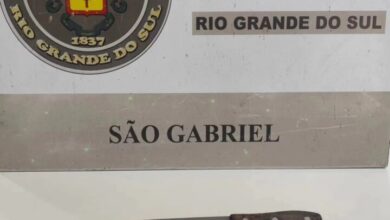 RIO GRANDE DO SUL
1837
RIO GRANDE DO SUL
SÃO GABRIEL